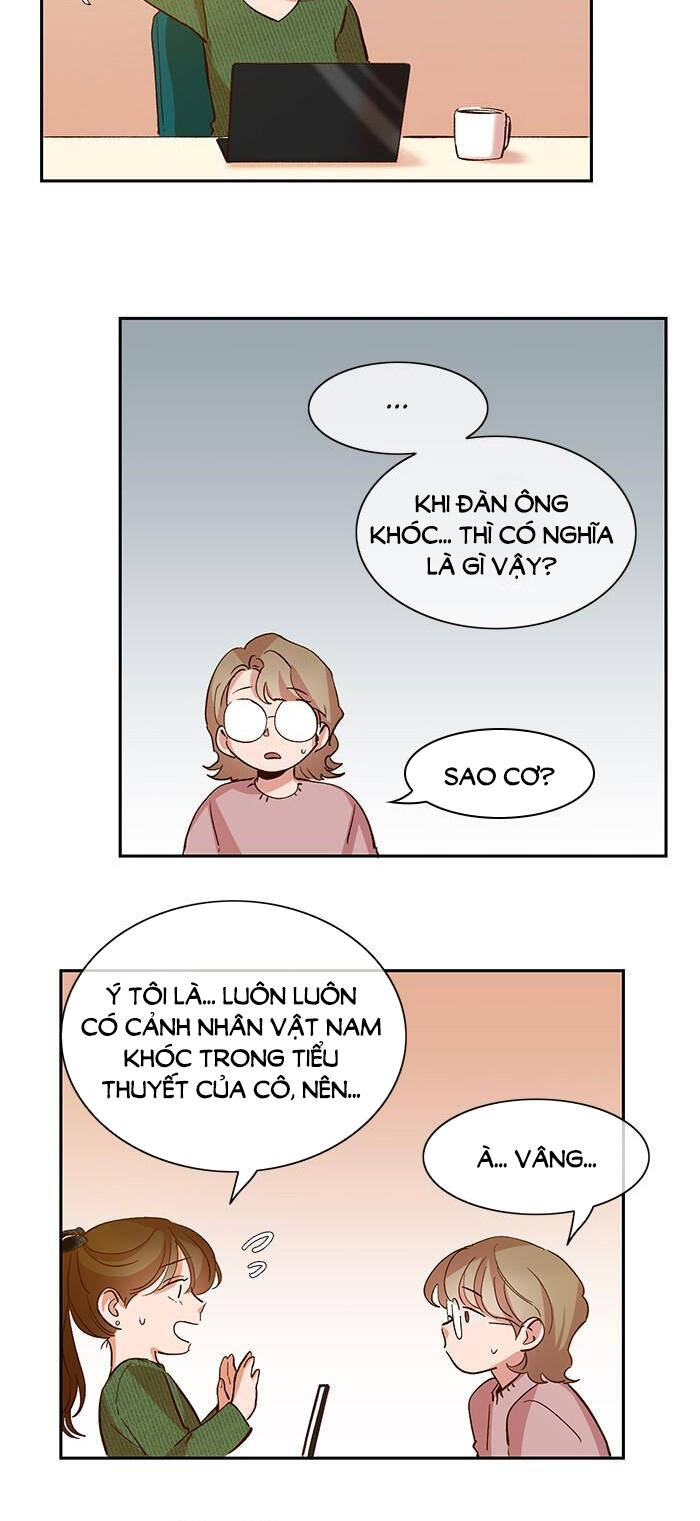 ...
KHI ĐÀN ÔNG
KHÓC... THÌ CÓ NGHĨA
LÀ GÌ VẬY?
SAO CƠ?
Ý TÔI LÀ... LUÔN LUÔN
CÓ CẢNH NHÂN VẬT NAM
KHÓC TRONG TIỂU
THUYẾT CỦA CÔ, NÊN...
À... VÂNG...